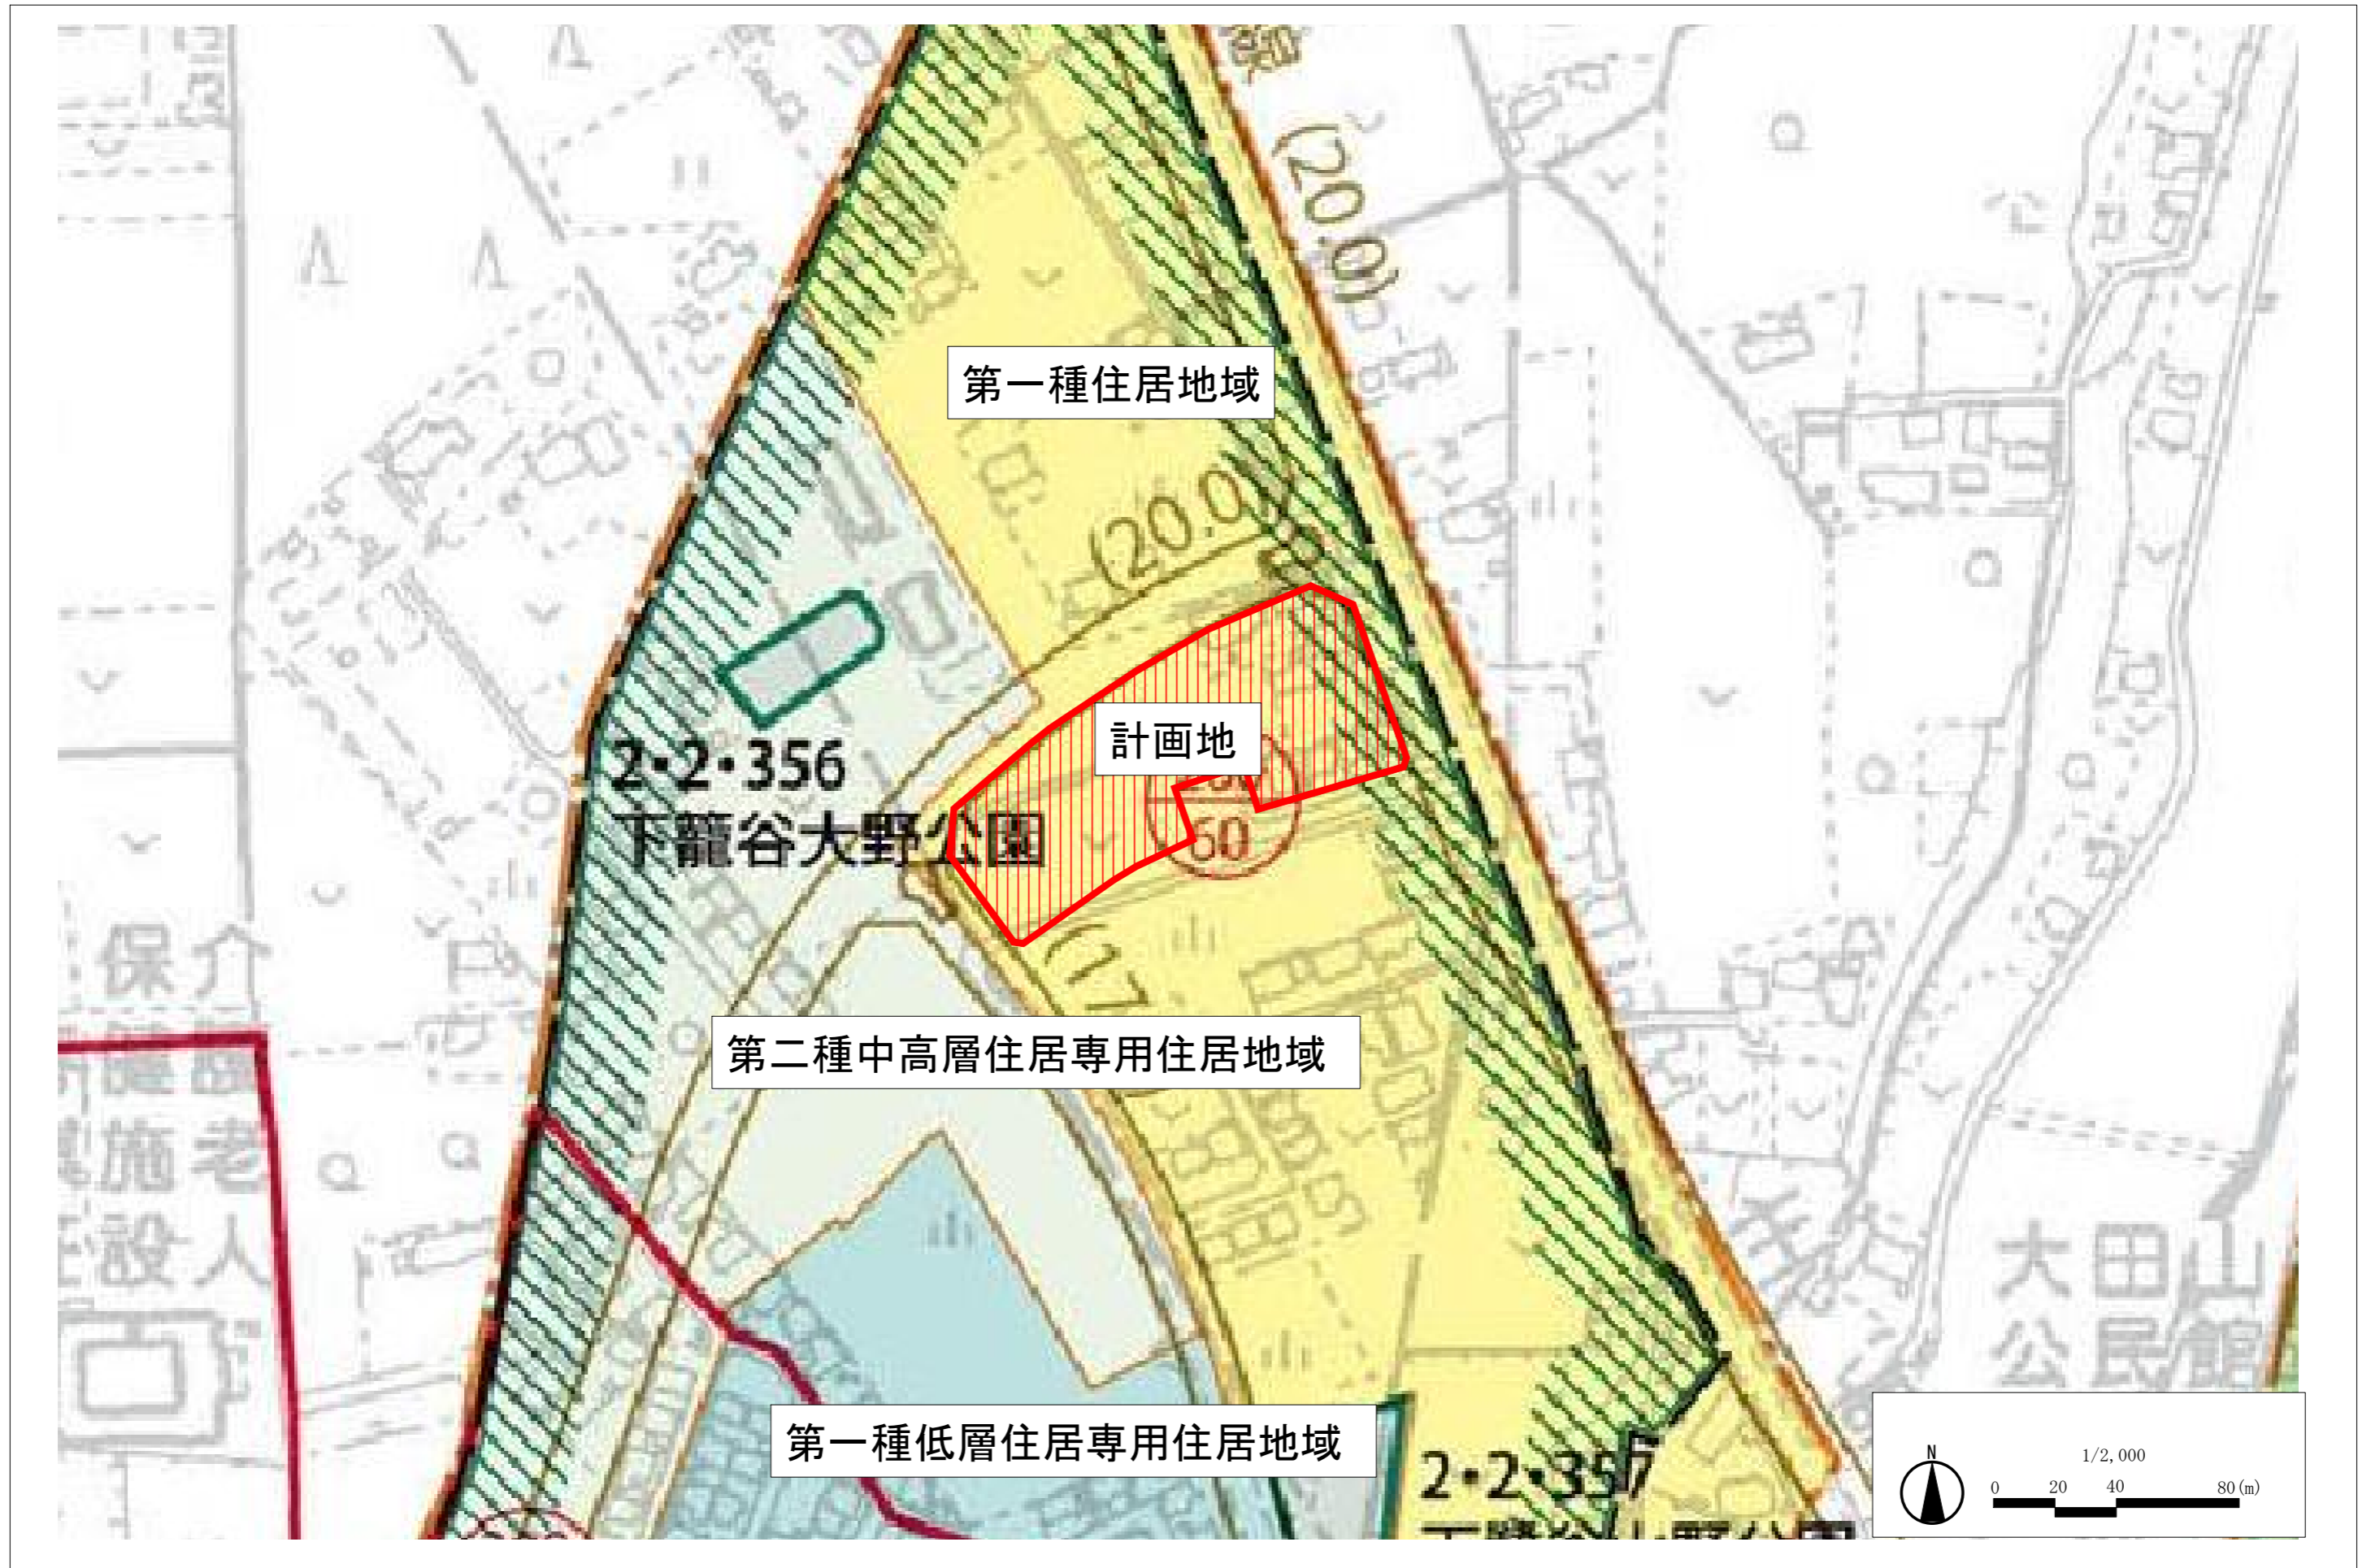 (20.0)
第一種住居地域
(20.0)
計画地
2・2・356
下籠谷大野公園
60
(17
保介
第二種中高層住居専用住居地域
施老
設人
大田山
公民館
第一種低層住居専用住居地域
2・2・357
N
1/2,000
0 20 40 80(m)